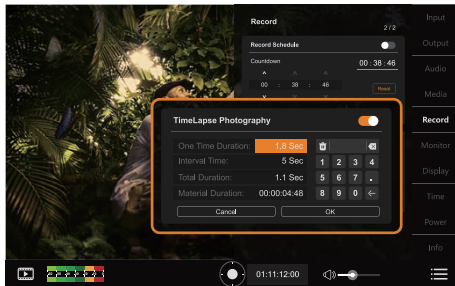 Record
2 / 2
Record Schedule
Countdown
00 : 38 : 46
00 : 38 : 46
Reset
TimeLapse Photography
One Time Duration: 1.8 Sec
Interval Time: 5 Sec
Total Duration: 1.1 Sec
Material Duration: 00:00:04:48
1 2 3 4
5 6 7 .
8 9 0 ←
Cancel
OK
Input
Output
Audio
Media
Record
Monitor
Display
Time
Power
Info
01:11:12:00